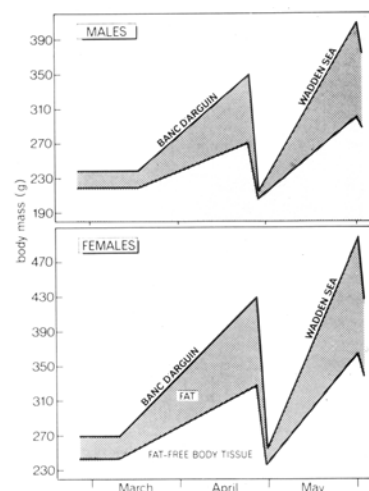 MALES
390
350
310
270
230
190
BANC DARGUIN
WADDEN SEA
body mass (g)
FEMALES
470
430
390
350
310
270
230
BANC DARGUIN
WADDEN SEA
FAT
FAT-FREE BODY TISSUE
March
April
May